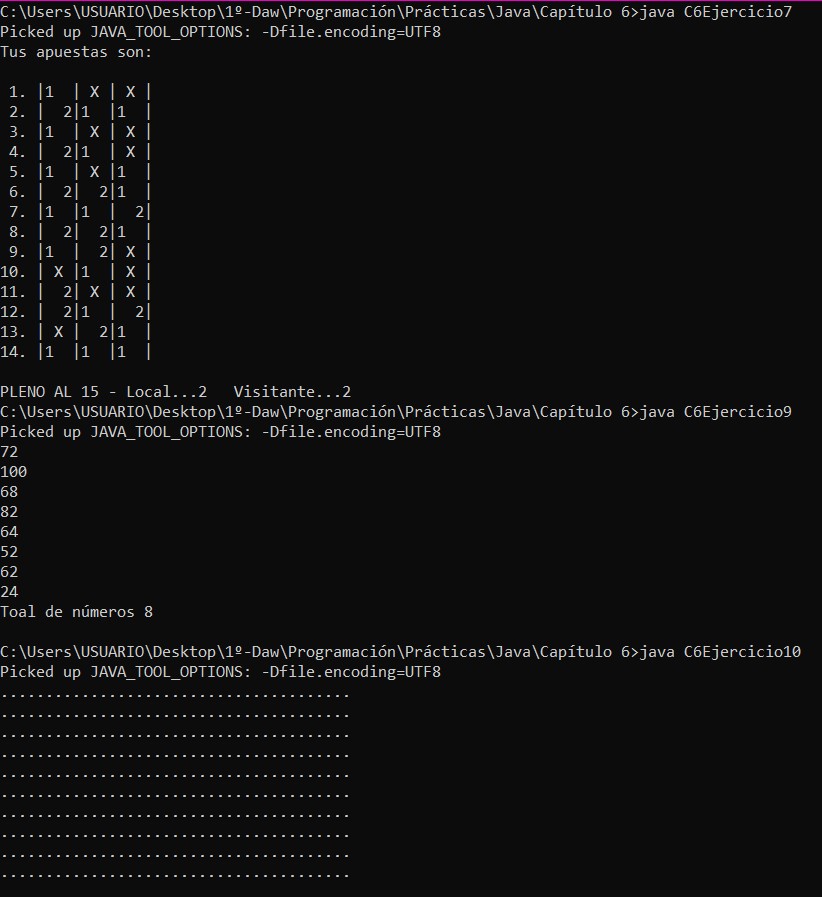 C:\Users\USUARIO\Desktop\1º-Daw\Programación\Prácticas\Java\Capítulo 6>java C6Ejercicio7
Picked up JAVA_TOOL_OPTIONS: -Dfile.encoding=UTF8
Tus apuestas son:

 1. |1  | X | X |
 2. |  2|1  |1  |
 3. |1  | X | X |
 4. |  2|1  | X |
 5. |1  | X |1  |
 6. |  2|  2|1  |
 7. |1  |1  |  2|
 8. |  2|  2|1  |
 9. |1  |  2| X |
10. | X |1  | X |
11. |  2| X | X |
12. |  2|1  |  2|
13. | X |  2|1  |
14. |1  |1  |1  |

PLENO AL 15 - Local...2   Visitante...2
C:\Users\USUARIO\Desktop\1º-Daw\Programación\Prácticas\Java\Capítulo 6>java C6Ejercicio9
Picked up JAVA_TOOL_OPTIONS: -Dfile.encoding=UTF8
72
100
68
82
64
52
62
24
Toal de números 8

C:\Users\USUARIO\Desktop\1º-Daw\Programación\Prácticas\Java\Capítulo 6>java C6Ejercicio10
Picked up JAVA_TOOL_OPTIONS: -Dfile.encoding=UTF8
.......................................
.......................................
.......................................
.......................................
.......................................
.......................................
.......................................
.......................................
.......................................
.......................................